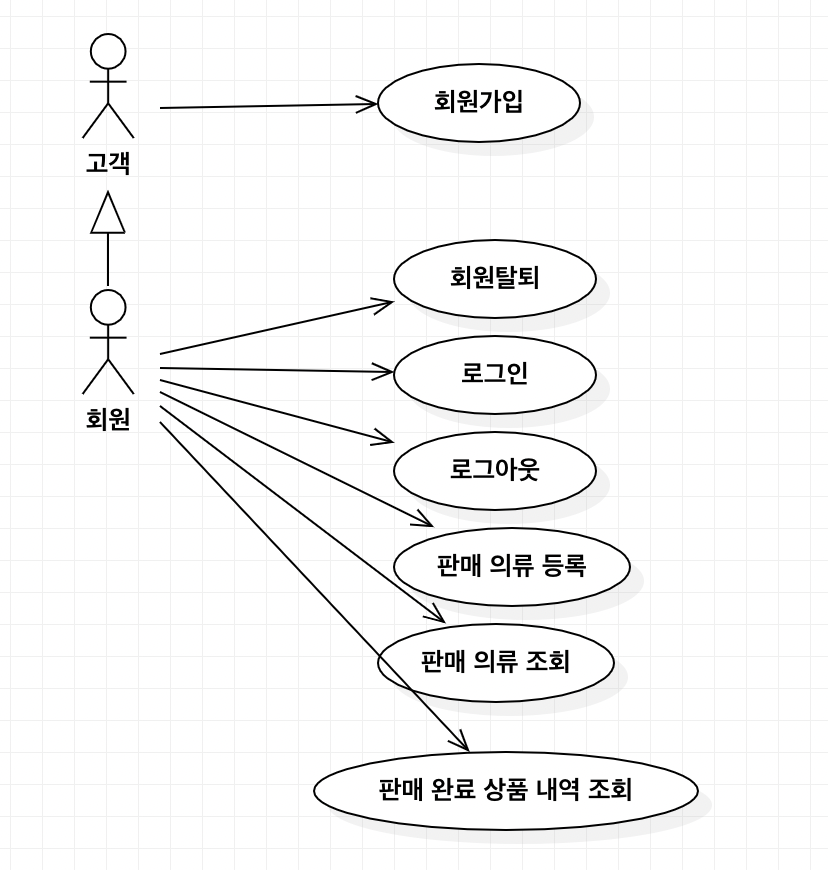 회원가입
고객
회원탈퇴
로그인
회원
로그아웃
판매 의류 등록
판매 의류 조회
판매 완료 상품 내역 조회